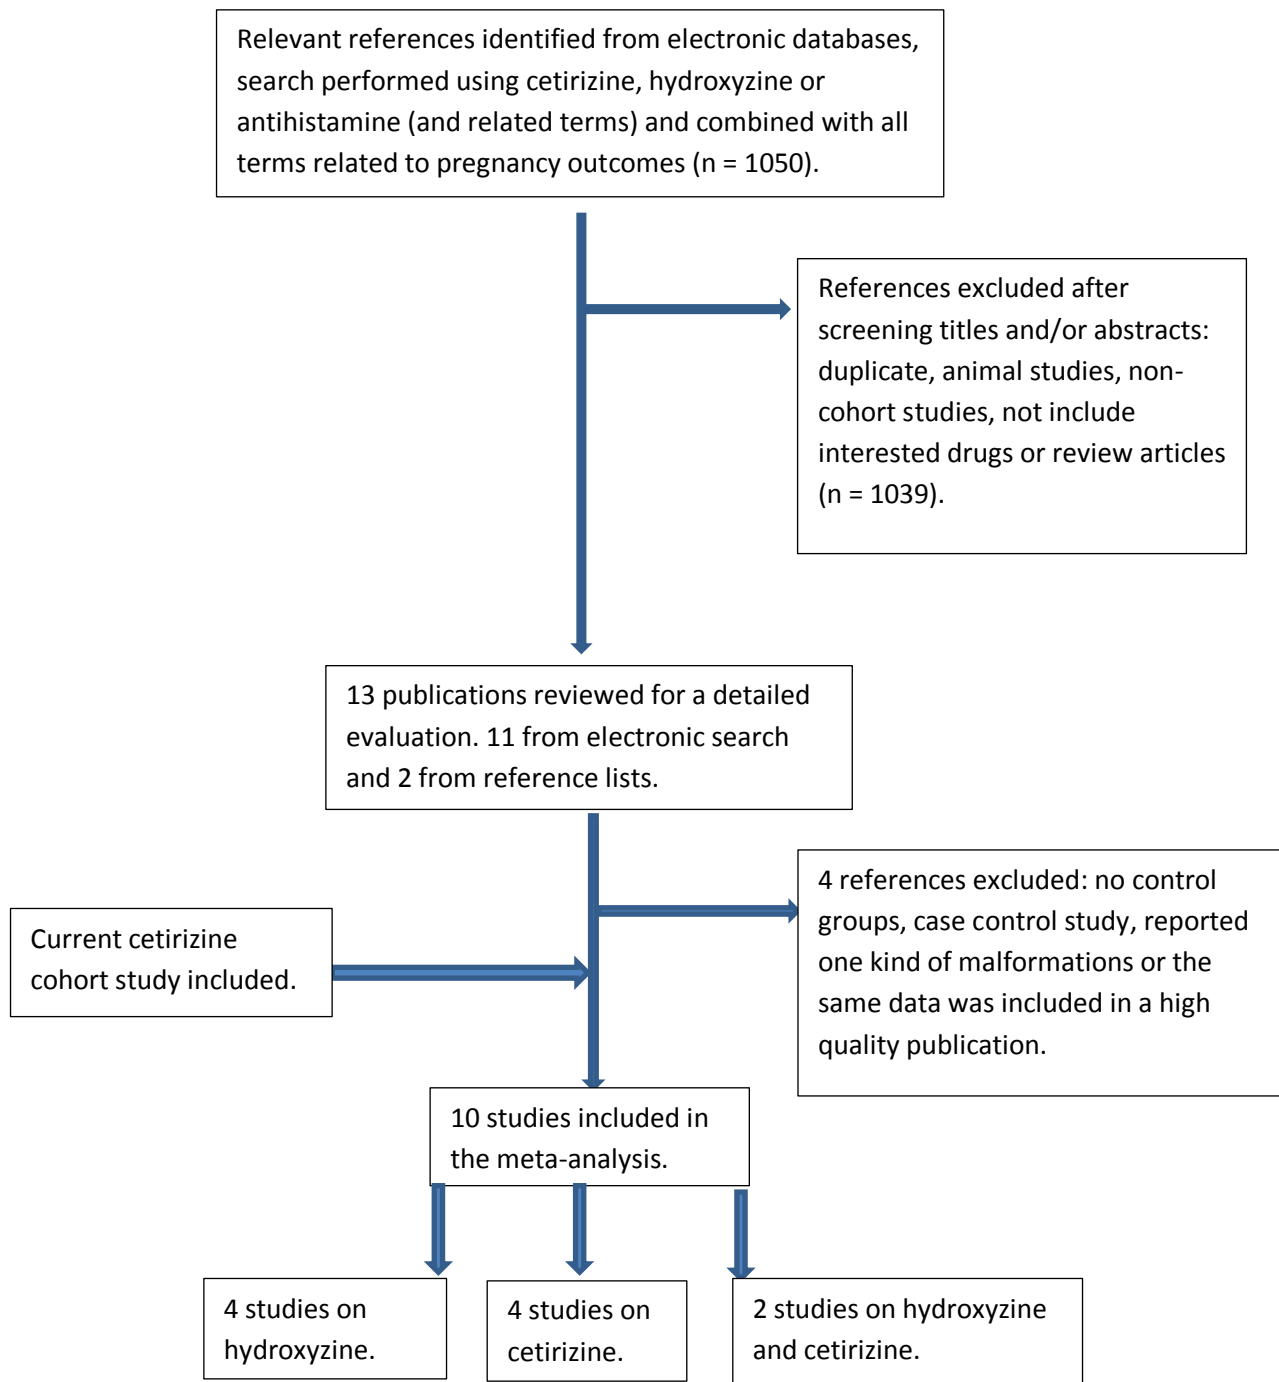 Relevant references identified from electronic databases,
search performed using cetirizine, hydroxyzine or
antihistamine (and related terms) and combined with all
terms related to pregnancy outcomes (n = 1050).
References excluded after
screening titles and/or abstracts:
duplicate, animal studies, non-
cohort studies, not include
interested drugs or review articles
(n = 1039).
13 publications reviewed for a detailed
evaluation. 11 from electronic search
and 2 from reference lists.
4 references excluded: no control
groups, case control study, reported
one kind of malformations or the
same data was included in a high
quality publication.
Current cetirizine
cohort study included.
10 studies included in
the meta-analysis.
4 studies on
hydroxyzine.
4 studies on
cetirizine.
2 studies on hydroxyzine
and cetirizine.